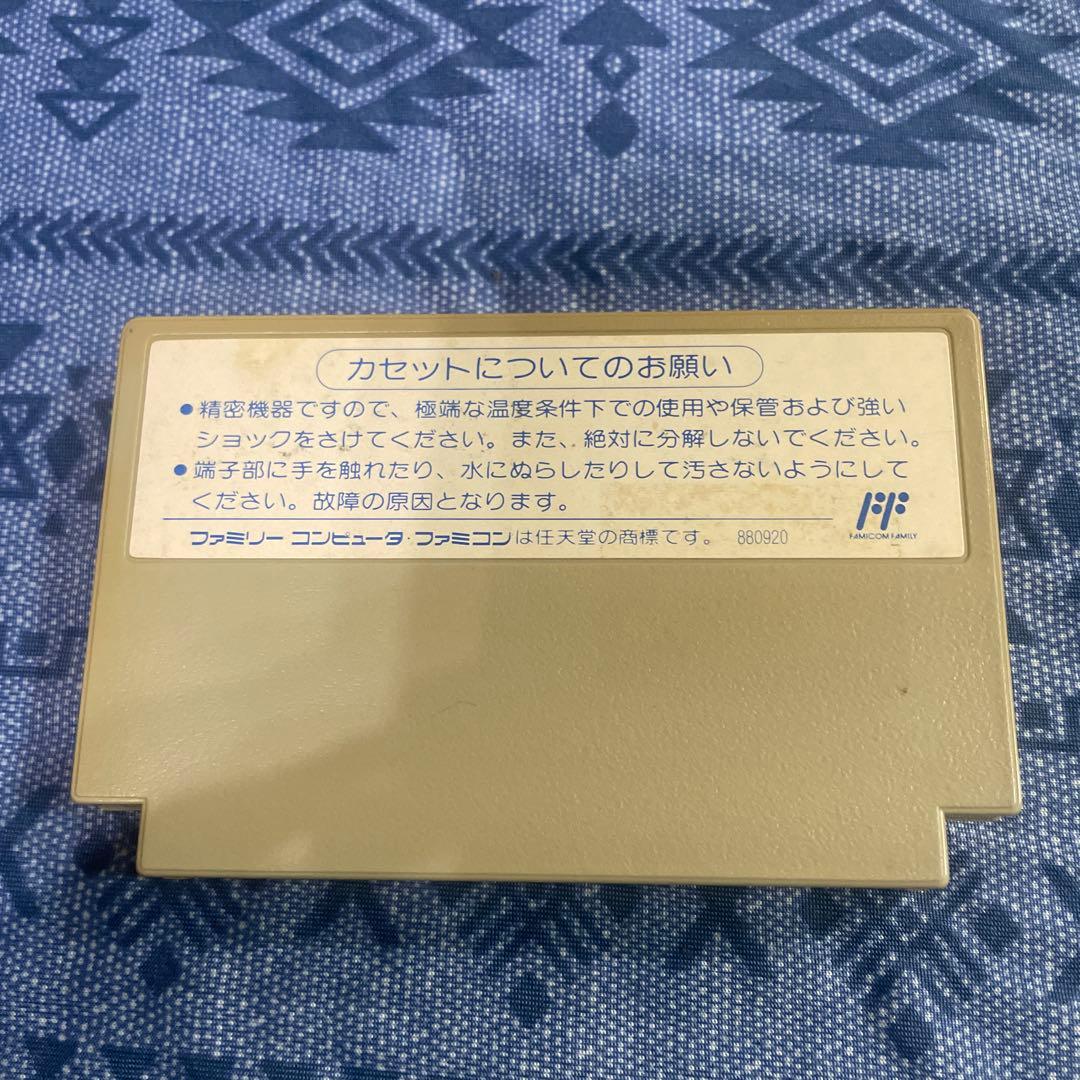 カセットについてのお願い
●精密機器ですので、極端な温度条件下での使用や保管および強い
ショックをさけてください。また、絶対に分解しないでください。
●端子部に手を触れたり、水にぬらしたりして汚さないようにして
ください。故障の原因となります。
FAMICOM FAMILY
ファミリー コンピュータ・ファミコンは任天堂の商標です。 880920